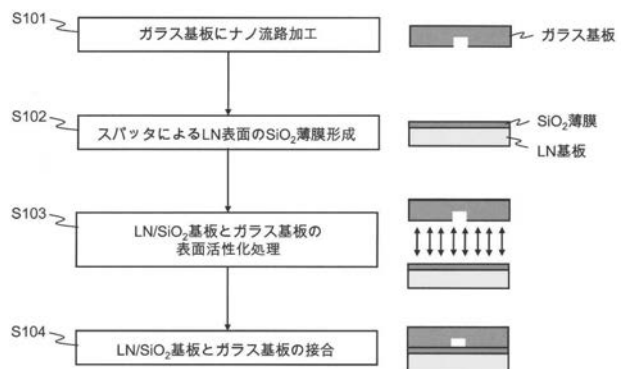 S101
ガラス基板にナノ流路加工
ガラス基板
S102
スパッタによるLN表面のSiO₂薄膜形成
SiO₂薄膜
LN基板
S103
LN/SiO₂基板とガラス基板の
表面活性化処理
S104
LN/SiO₂基板とガラス基板の接合